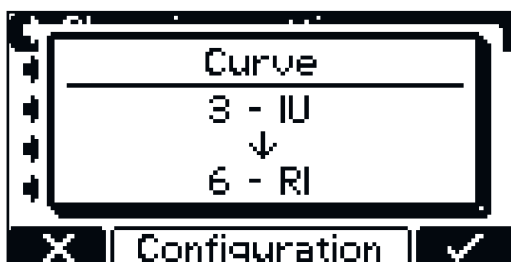 Curve
3 - IU
↓
6 - RI
Configuration